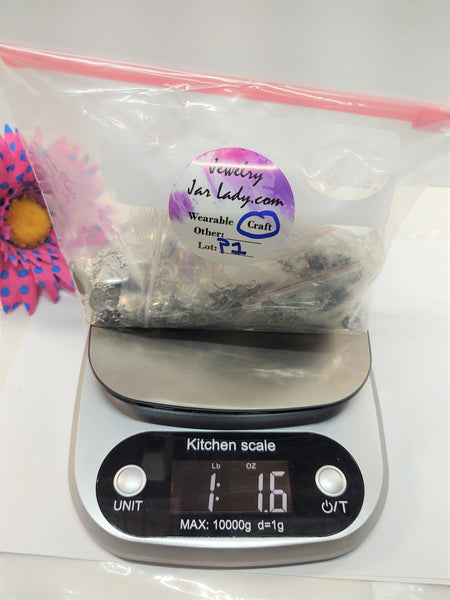 Jewelry
Jar Lady.com
Wearable Craft
Other:
Lot: P1
Kitchen scale
Lb OZ
1: 1.6
UNIT
⏻/T
MAX: 10000g d=1g